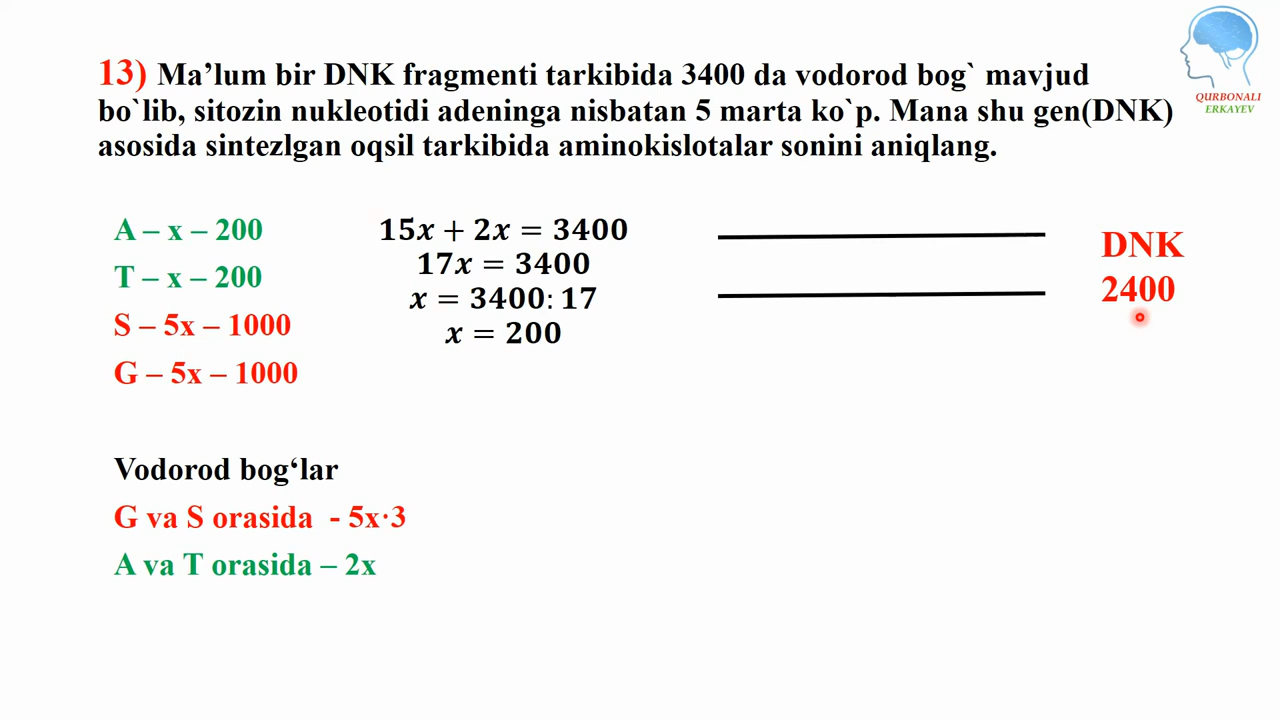 13) Ma’lum bir DNK fragmenti tarkibida 3400 da vodorod bog` mavjud
bo`lib, sitozin nukleotidi adeninga nisbatan 5 marta ko`p. Mana shu gen(DNK)
asosida sintezlgan oqsil tarkibida aminokislotalar sonini aniqlang.
QURBONALI
ERKAYEV
A – x – 200
T – x – 200
S – 5x – 1000
G – 5x – 1000
15x + 2x = 3400
17x = 3400
x = 3400: 17
x = 200
DNK
2400
Vodorod bog‘lar
G va S orasida - 5x·3
A va T orasida – 2x